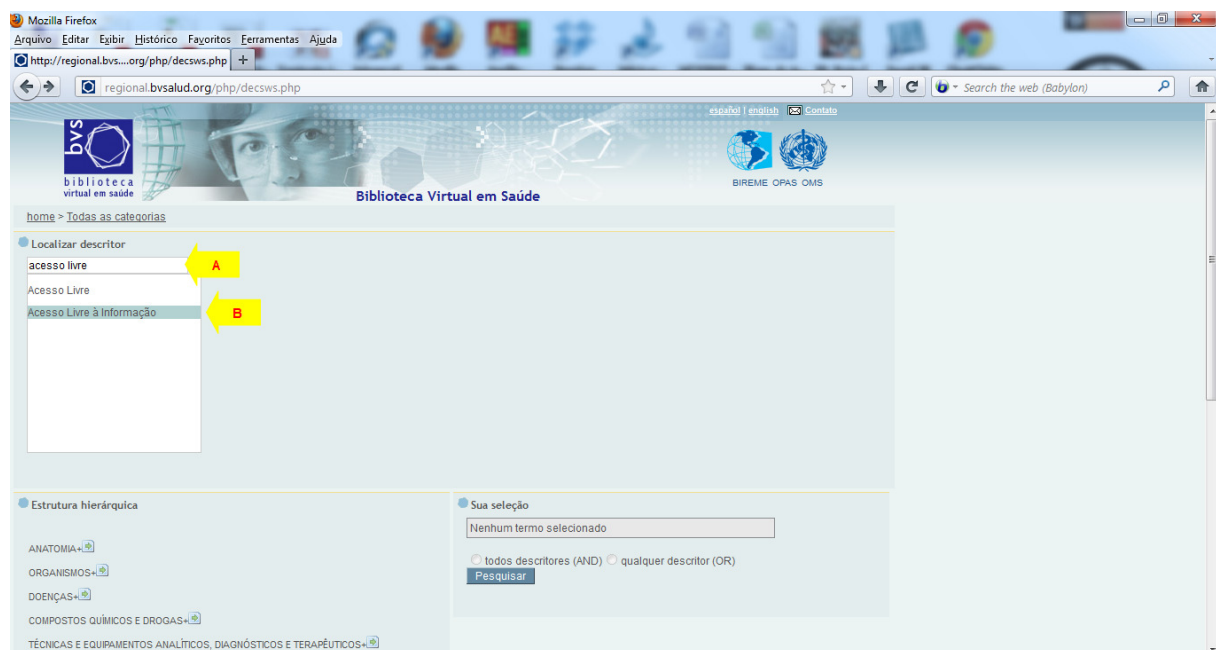 Mozilla Firefox
Arquivo Editar Exibir Histórico Favoritos Ferramentas Ajuda
http://regional.bvs....org/php/decsws.php +
regional.bvsalud.org/php/decsws.php
Search the web (Babylon)
español | english Contato
bvs
biblioteca
virtual em saúde
Biblioteca Virtual em Saúde
BIREME OPAS OMS
home > Todas as categorias
Localizar descritor
acesso livre
A
Acesso Livre
Acesso Livre à Informação
B
Estrutura hierárquica
ANATOMIA+
ORGANISMOS+
DOENÇAS+
COMPOSTOS QUÍMICOS E DROGAS+
TÉCNICAS E EQUIPAMENTOS ANALÍTICOS, DIAGNÓSTICOS E TERAPÊUTICOS+
Sua seleção
Nenhum termo selecionado
todos descritores (AND) qualquer descritor (OR)
Pesquisar